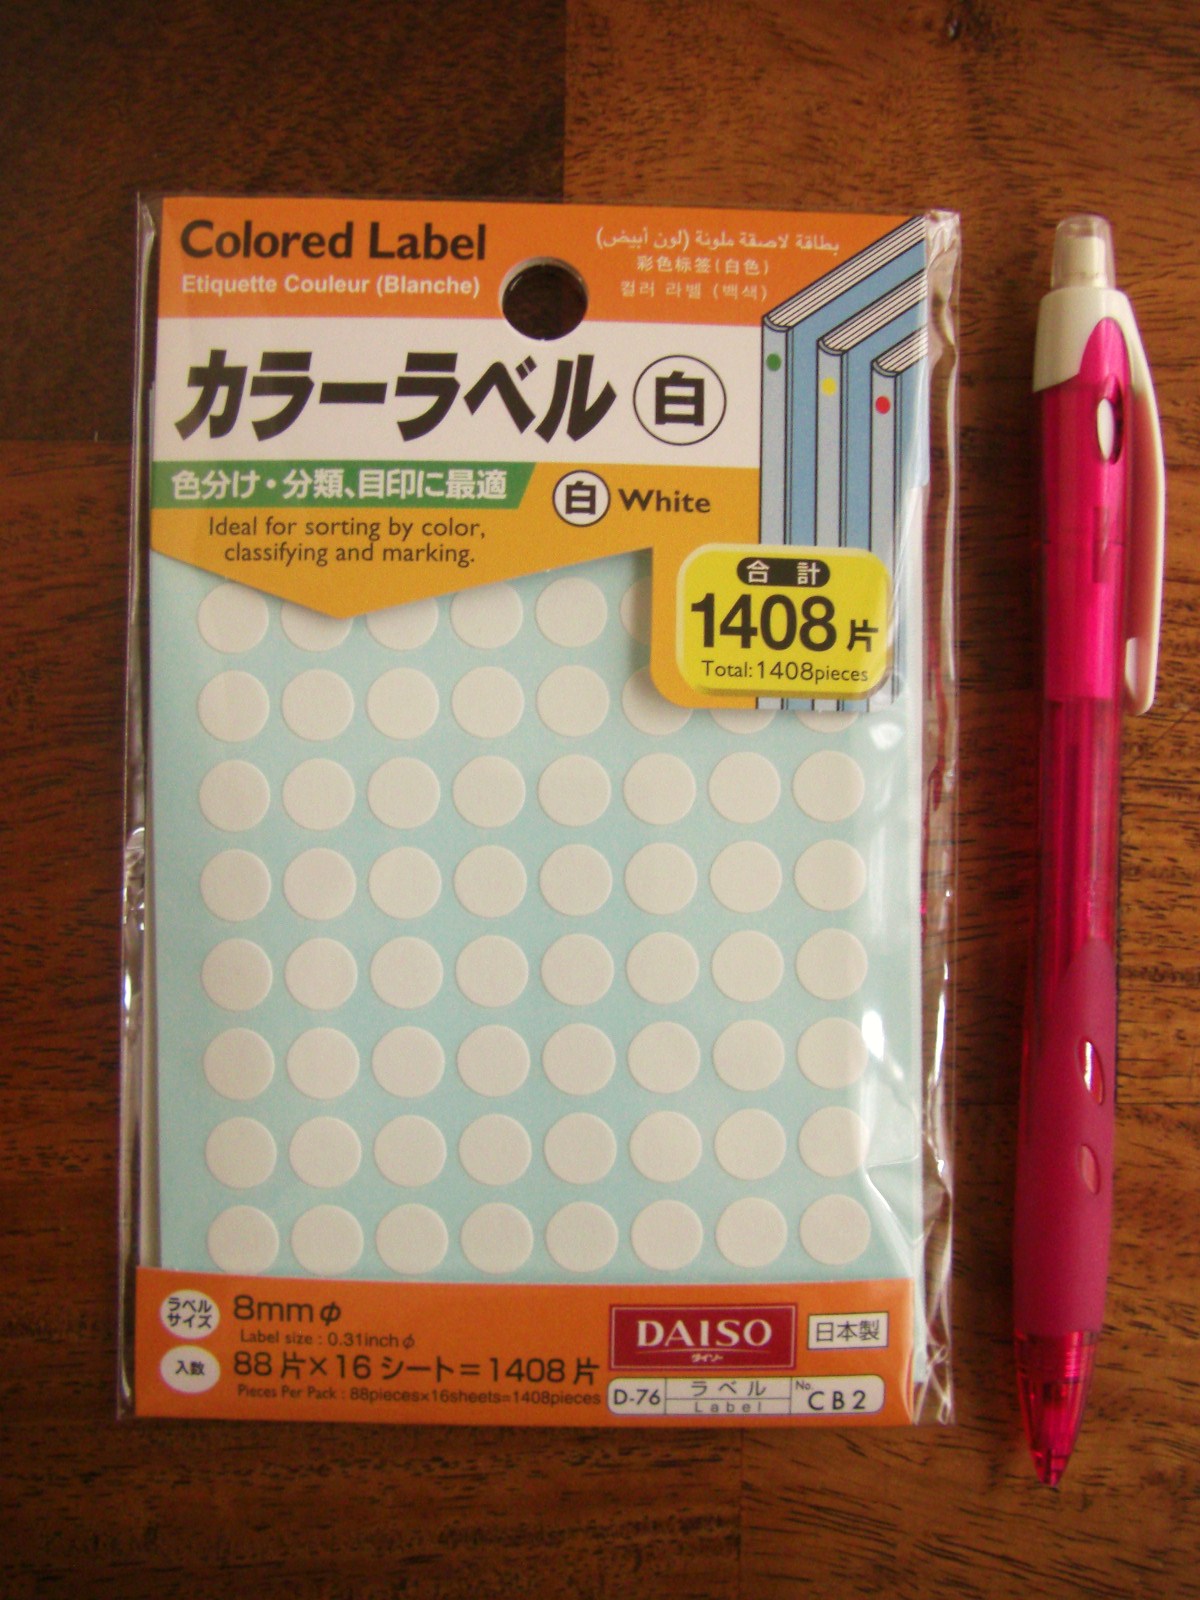 Colored Label
Etiquette Couleur (Blanche)
بطاقة لاصقة ملونة (لون أبيض)
彩色标签(白色)
컬러 라벨 (백색)
カラーラベル 白
色分け・分類、目印に最適
白 White
Ideal for sorting by color,
classifying and marking.
合計
1408片
Total:1408pieces
ラベル
サイズ
8mmφ
Label size : 0.31inchφ
入数
88片×16シート=1408片
Pieces Per Pack : 88pieces×16sheets=1408pieces
DAISO
ダイソー
日本製
D-76
ラベル
Label
No.
CB2